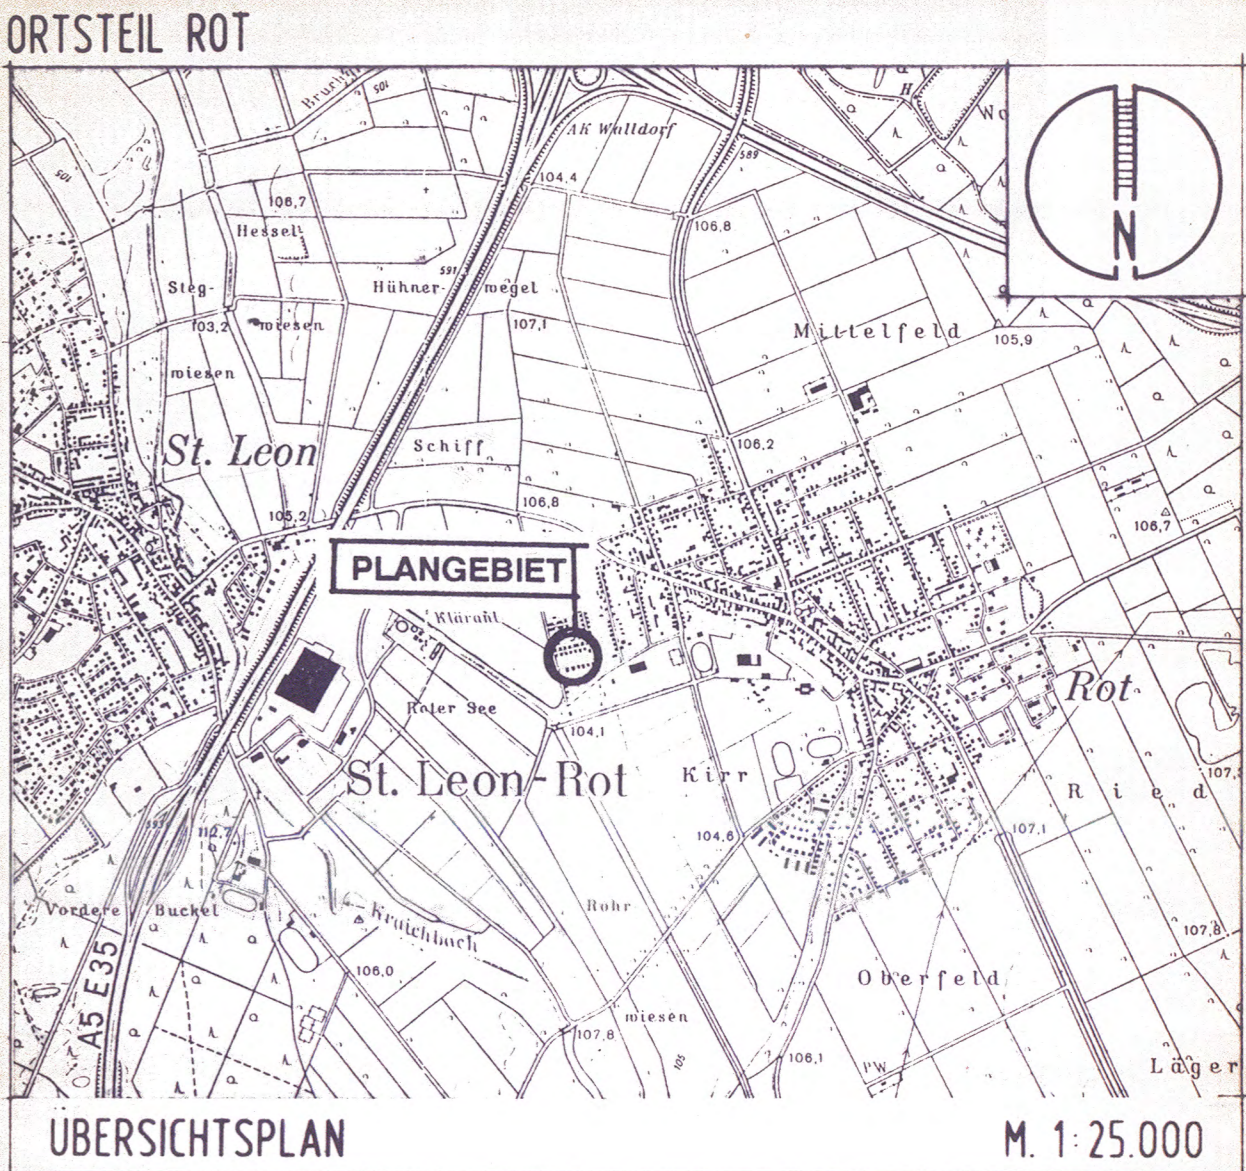 ORTSTEIL ROT
AK Walldorf
N
104,4
589
106,7
Hessel-
106,8
591
Steg-
Hühner-
wegel
103,2
wiesen
107,1
Mittelfeld
105,9
wiesen
St. Leon
Schiff
106,2
105,2
106,8
106,7
PLANGEBIET
Kläranl
Rot
Roter See
104,1
St. Leon-Rot
Kirr
Ried
112,7
104,6
107,1
Vordere Buckel
Kraichbach
Rohr
107,8
A5 E35
106,0
Oberfeld
wiesen
107,8
106,1
105
PW
Läger
ÜBERSICHTSPLAN
M. 1:25.000